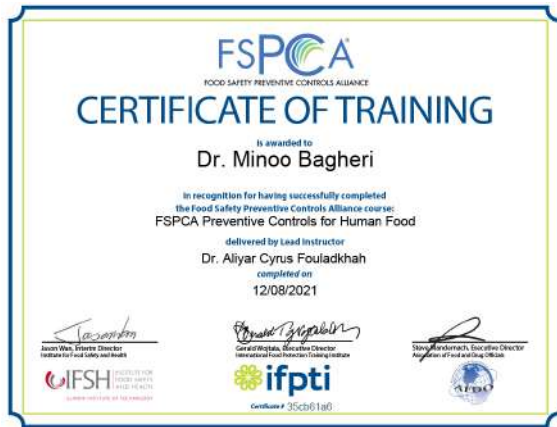 FSPCA
FOOD SAFETY PREVENTIVE CONTROLS ALLIANCE
CERTIFICATE OF TRAINING
is awarded to
Dr. Minoo Bagheri
in recognition for having successfully completed
the Food Safety Preventive Controls Alliance course:
FSPCA Preventive Controls for Human Food
delivered by Lead Instructor
Dr. Aliyar Cyrus Fouladkhah
completed on
12/08/2021
Jason Wan, Interim Director
Institute for Food Safety and Health
Gerald Wojtala, Executive Director
International Food Protection Training Institute
Steve Mandernach, Executive Director
Association of Food and Drug Officials
IFSH
INSTITUTE FOR
FOOD SAFETY
AND HEALTH
ifpti
AFDO
Certificate # 35cb61a6